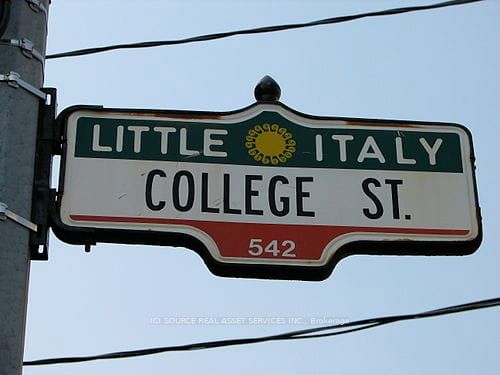 LITTLE ITALY
COLLEGE ST.
542
(C) SOURCE REAL ASSET SERVICES INC., Brokerage